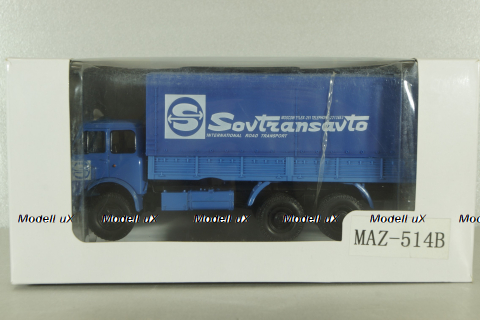 S Sovtransavto
INTERNATIONAL ROAD TRANSPORT
Modell uX Modell uX Modell uX Modell uX Modell uX
MAZ-514B